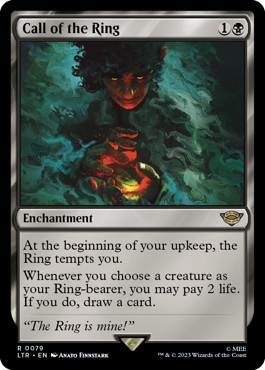 Call of the Ring 1
Enchantment
At the beginning of your upkeep, the
Ring tempts you.
Whenever you choose a creature as
your Ring-bearer, you may pay 2 life.
If you do, draw a card.
“The Ring is mine!”
R 0079
LTR • EN ANATO FINNSTARK
© MEE
™ & © 2023 Wizards of the Coast